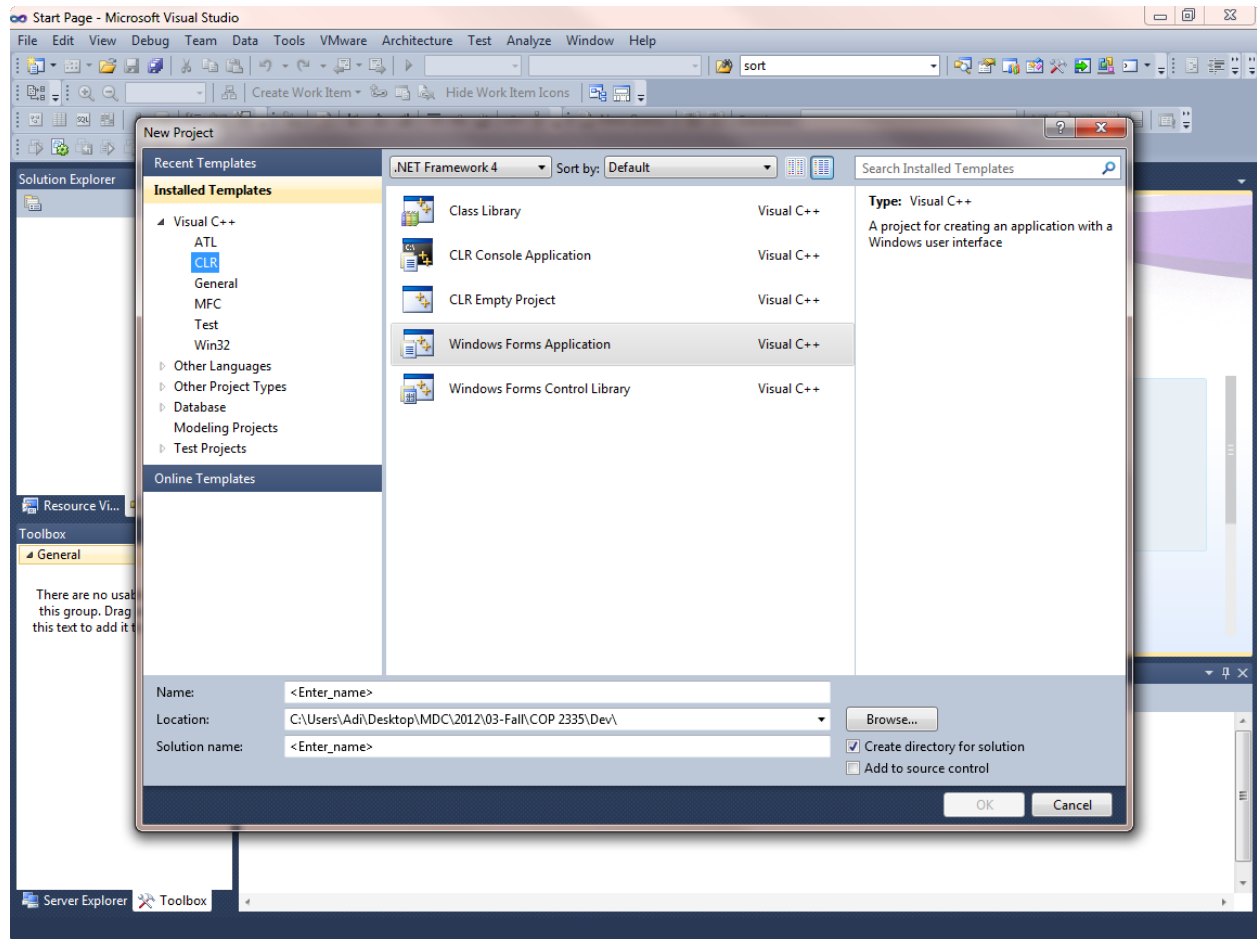 Start Page - Microsoft Visual Studio
File Edit View Debug Team Data Tools VMware Architecture Test Analyze Window Help
sort
Create Work Item Hide Work Item Icons
New Project
Solution Explorer
Recent Templates
Installed Templates
Visual C++
ATL
CLR
General
MFC
Test
Win32
Other Languages
Other Project Types
Database
Modeling Projects
Test Projects
Online Templates
.NET Framework 4 Sort by: Default
Class Library Visual C++
CLR Console Application Visual C++
CLR Empty Project Visual C++
Windows Forms Application Visual C++
Windows Forms Control Library Visual C++
Search Installed Templates
Type: Visual C++
A project for creating an application with a
Windows user interface
Resource Vi...
Toolbox
General
There are no
this group. Drag
this text to add it
Name: <Enter_name>
Location: C:\Users\Adi\Desktop\MDC\2012\03-Fall\COP 2335\Dev\ Browse...
Solution name: <Enter_name>
Create directory for solution
Add to source control
OK Cancel
Server Explorer Toolbox